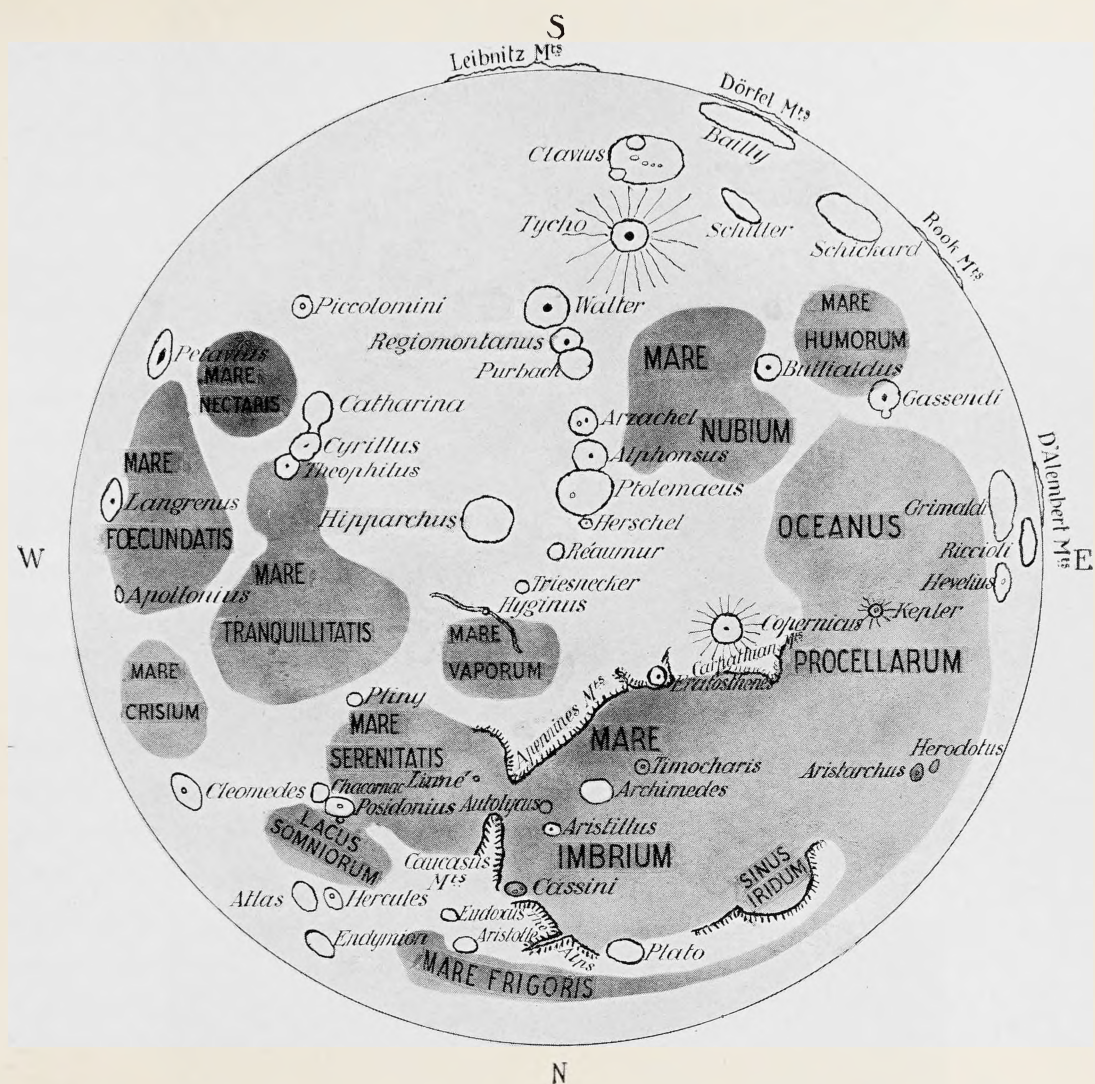 S
Leibnitz Mts
Dörfel Mts
Bailly
Clavius
Tycho
Schiller
Schickard
Rook Mts
Piccolomini
Walter
MARE
HUMORUM
Petavius
Regiomontanus
Purbach
MARE
Bullialdus
MARE
NECTARIS
Catharina
Gassendi
Arzachel
NUBIUM
Cyrillus
Theophilus
Alphonsus
MARE
D'Alembert Mts
Langrenus
Ptolemaeus
Hipparchus
Herschel
OCEANUS
Grimaldi
FŒCUNDATIS
Réaumur
Riccioli
W
E
MARE
Triesnecker
Hevelius
Apollonius
Hyginus
Kepler
TRANQUILLITATIS
MARE
Copernicus
VAPORUM
Carpathian Mts
PROCELLARUM
MARE
CRISIUM
Eratosthenes
Pliny
Apennines Mts
MARE
SERENITATIS
MARE
Timocharis
Herodotus
Aristarchus
Cleomedes
Chacornac
Linné
Archimedes
Posidonius
Autolycus
LACUS
SOMNIORUM
Aristillus
IMBRIUM
Caucasus
Mts
Cassini
SINUS
IRIDUM
Atlas
Hercules
Eudoxus
The
Alps
Endymion
Aristotle
Plato
MARE FRIGORIS
N